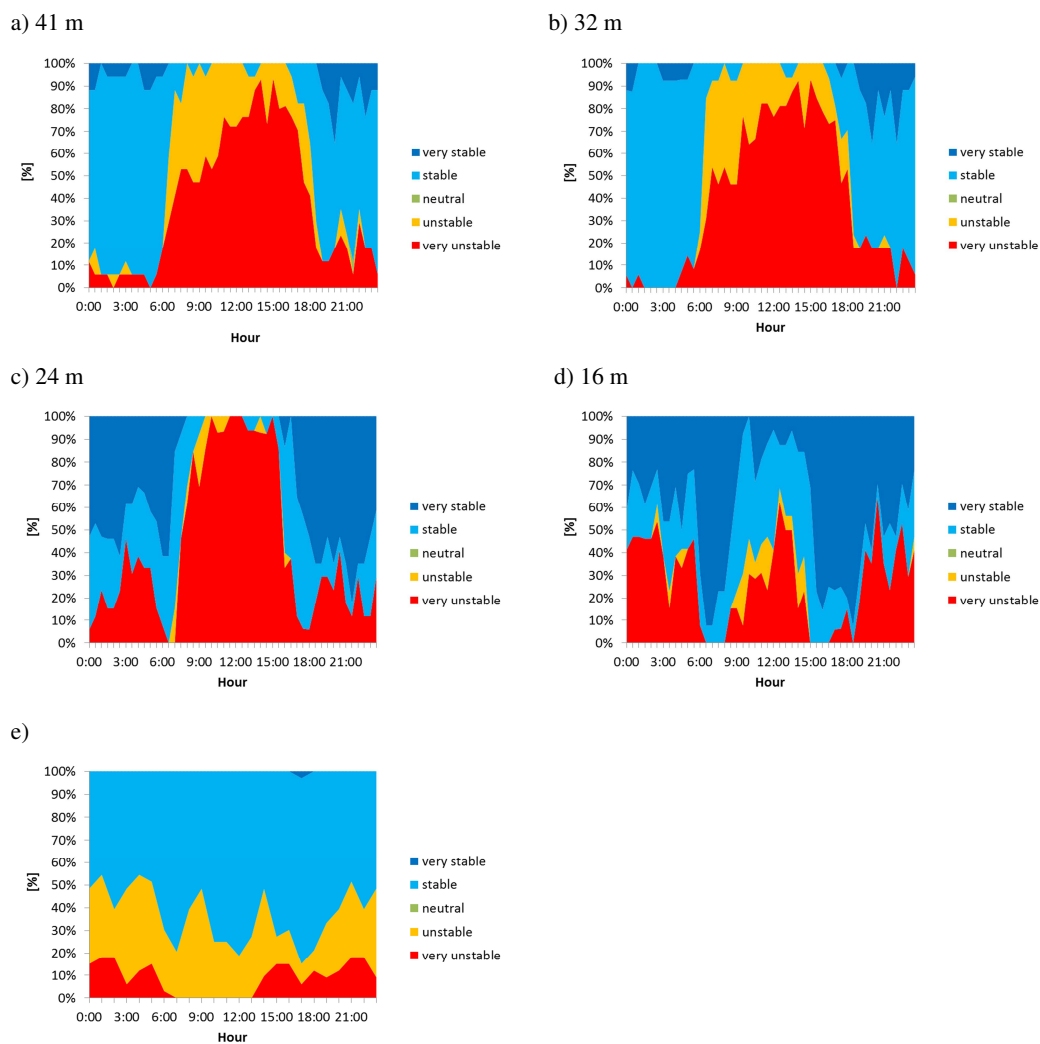 a) 41 m
100%
90%
80%
70%
60%
50%
40%
30%
20%
10%
0%
[%]
0:00 3:00 6:00 9:00 12:00 15:00 18:00 21:00
Hour
very stable
stable
neutral
unstable
very unstable
b) 32 m
100%
90%
80%
70%
60%
50%
40%
30%
20%
10%
0%
[%]
0:00 3:00 6:00 9:00 12:00 15:00 18:00 21:00
Hour
very stable
stable
neutral
unstable
very unstable
c) 24 m
100%
90%
80%
70%
60%
50%
40%
30%
20%
10%
0%
[%]
0:00 3:00 6:00 9:00 12:00 15:00 18:00 21:00
Hour
very stable
stable
neutral
unstable
very unstable
d) 16 m
100%
90%
80%
70%
60%
50%
40%
30%
20%
10%
0%
[%]
0:00 3:00 6:00 9:00 12:00 15:00 18:00 21:00
Hour
very stable
stable
neutral
unstable
very unstable
e)
100%
90%
80%
70%
60%
50%
40%
30%
20%
10%
0%
[%]
0:00 3:00 6:00 9:00 12:00 15:00 18:00 21:00
Hour
very stable
stable
neutral
unstable
very unstable